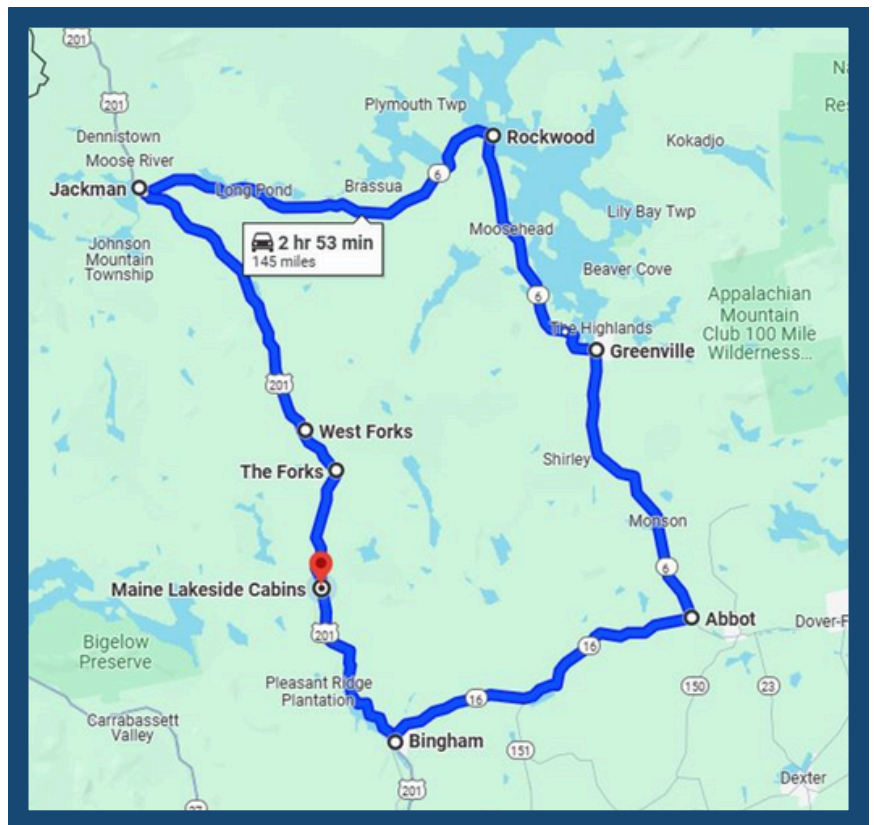 201
Na
Plymouth Twp
201
Res
Rockwood
Dennistown
Kokadjo
Moose River
6
Jackman
Long Pond
Brassua
Lily Bay Twp
2 hr 53 min
145 miles
Moosehead
Johnson
Mountain
Township
Beaver Cove
6
Appalachian
Mountain
Club 100 Mile
Wilderness...
The Highlands
Greenville
201
West Forks
The Forks
Shirley
Monson
6
Maine Lakeside Cabins
Abbot
Dover-F
201
16
Bigelow
Preserve
Pleasant Ridge
Plantation
16
150
23
Carrabassett
Valley
Bingham
151
Dexter
201
27